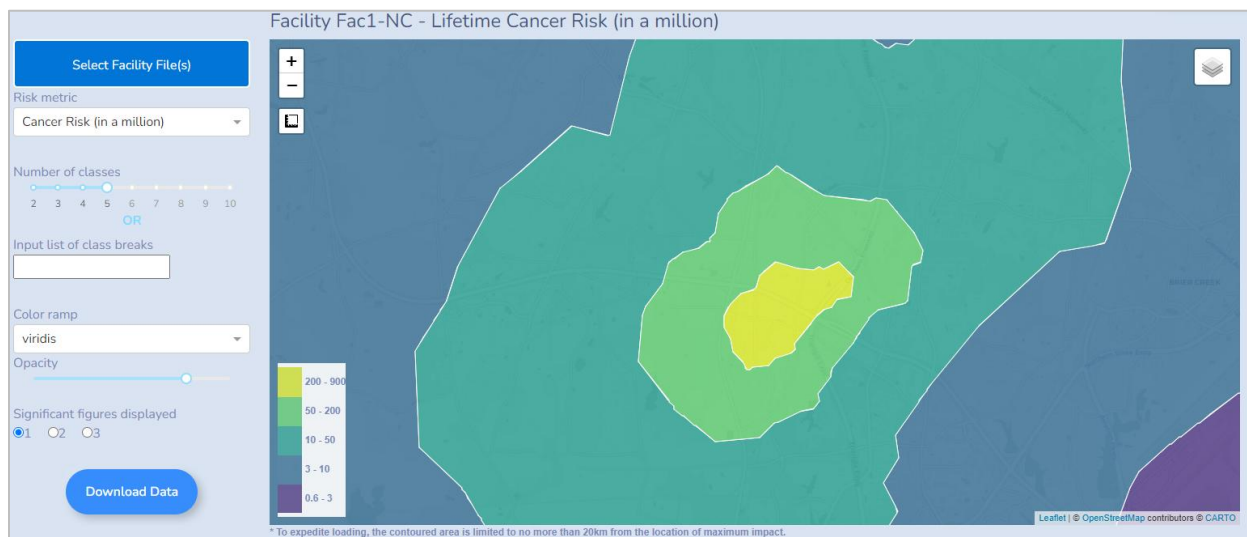 Facility Fac1-NC - Lifetime Cancer Risk (in a million)
Select Facility File(s)
Risk metric
Cancer Risk (in a million)
Number of classes
2 3 4 5 6 7 8 9 10
OR
Input list of class breaks
Color ramp
viridis
Opacity
Significant figures displayed
1 2 3
Download Data
+
−
200 - 900
50 - 200
10 - 50
3 - 10
0.6 - 3
Leaflet | © OpenStreetMap contributors © CARTO
* To expedite loading, the contoured area is limited to no more than 20km from the location of maximum impact.